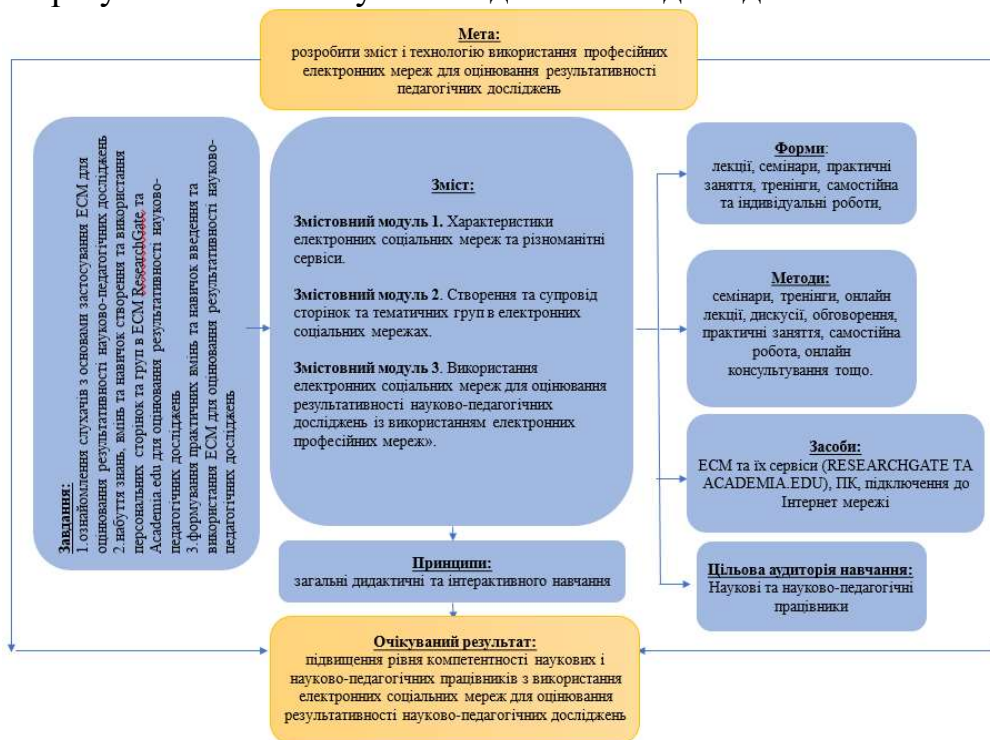 Мета:
розробити зміст і технологію використання професійних
електронних мереж для оцінювання результативності
педагогічних досліджень
Завдання:
1.ознайомлення слухачів з основами застосування ЕСМ для
оцінювання результативності науково-педагогічних досліджень
2.набуття знань, вмінь та навичок створення та використання
персональних сторінок та груп в ЕСМ ResearchGate та
Academia.edu для оцінювання результативності науково-
педагогічних досліджень
3.формування практичних вмінь та навичок введення та
використання ЕСМ для оцінювання результативності науково-
педагогічних досліджень
Зміст:
Змістовний модуль 1. Характеристики
електронних соціальних мереж та різноманітні
сервіси.
Змістовний модуль 2. Створення та супровід
сторінок та тематичних груп в електронних
соціальних мережах.
Змістовний модуль 3. Використання
електронних соціальних мереж для оцінювання
результативності науково-педагогічних
досліджень із використанням електронних
професійних мереж».
Форми:
лекції, семінари, практичні
заняття, тренінги, самостійна
та індивідуальні роботи,
Методи:
семінари, тренінги, онлайн
лекції, дискусії, обговорення,
практичні заняття, самостійна
робота, онлайн
консультування тощо.
Засоби:
ЕСМ та їх сервіси (RESEARCHGATE ТА
ACADEMIA.EDU), ПК, підключення до
Інтернет мережі
Цільова аудиторія навчання:
Наукові та науково-педагогічні
працівники
Принципи:
загальні дидактичні та інтерактивного навчання
Очікуваний результат:
підвищення рівня компетентності наукових і
науково-педагогічних працівників з використання
електронних соціальних мереж для оцінювання
результативності науково-педагогічних досліджень